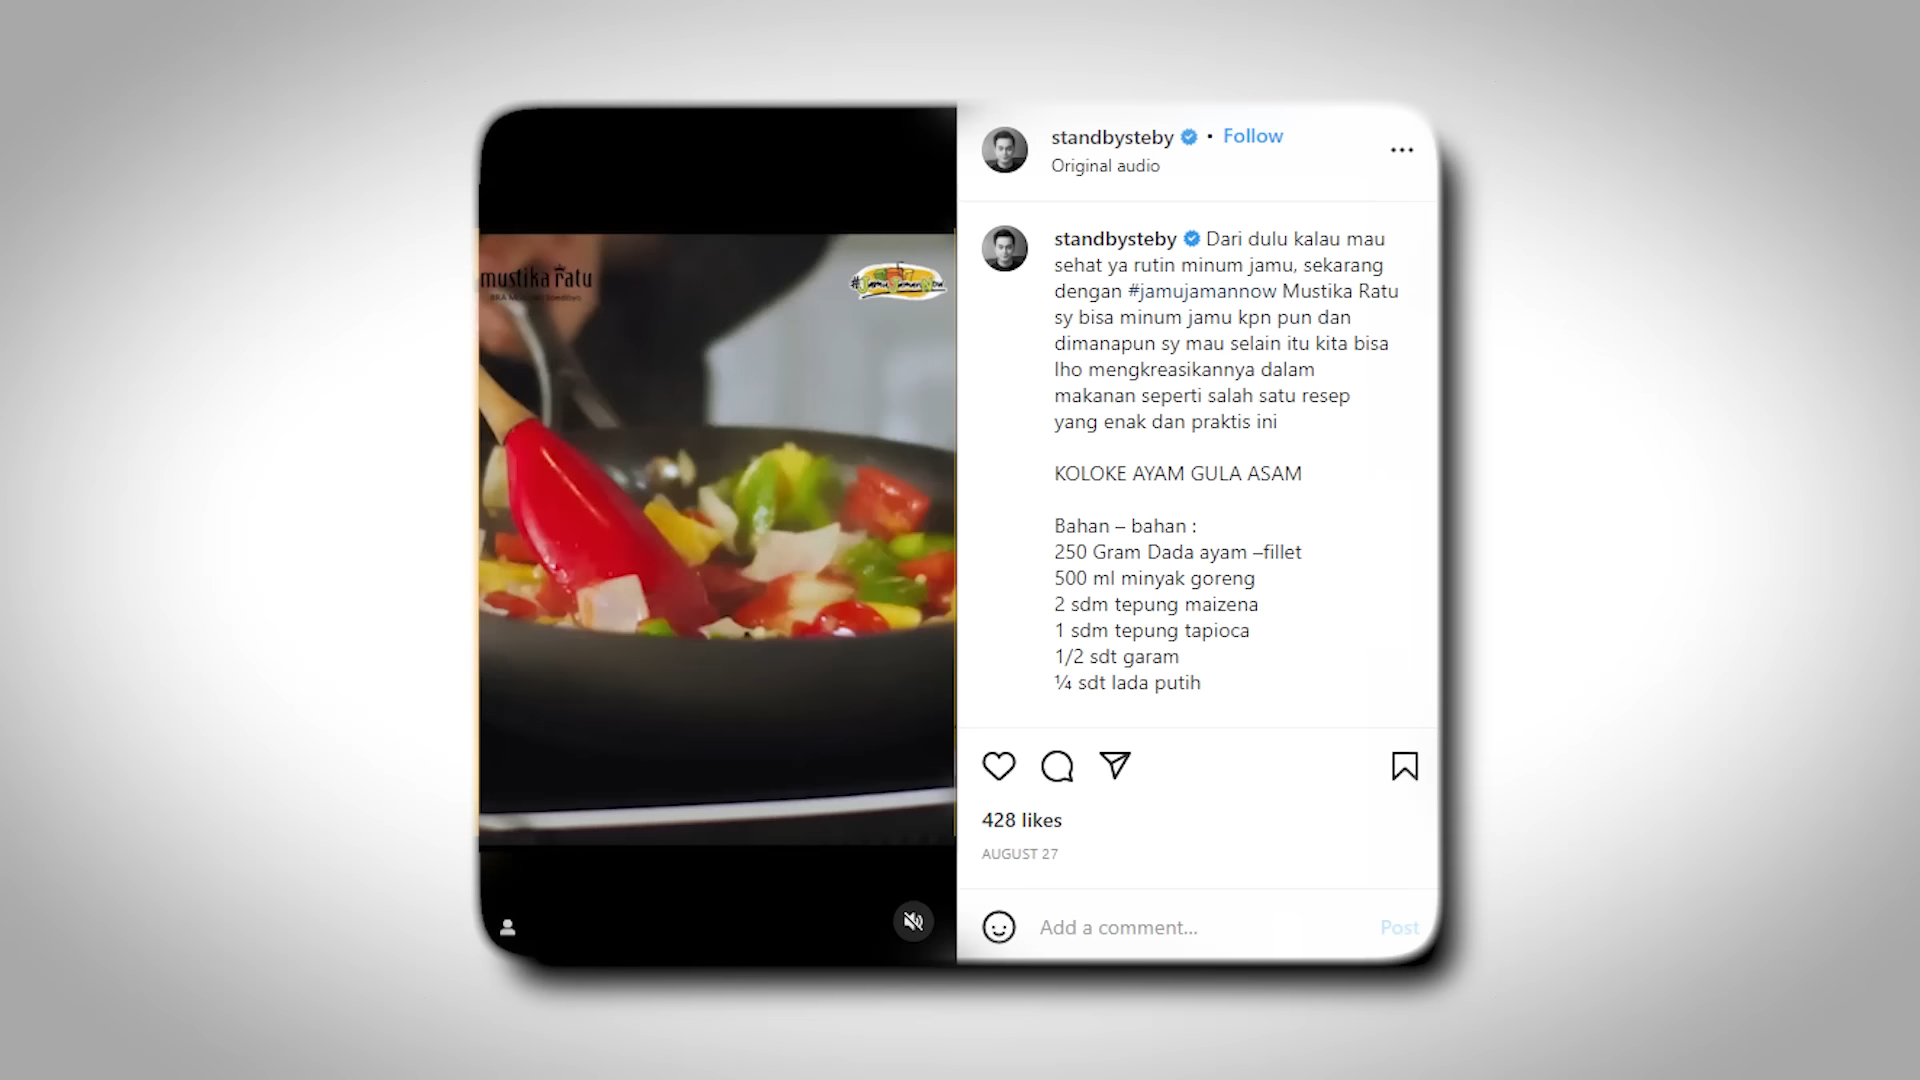 mustika ratu
#JamuJamanNow
standbysteby • Follow
Original audio
standbysteby Dari dulu kalau mau
sehat ya rutin minum jamu, sekarang
dengan #jamujamannow Mustika Ratu
sy bisa minum jamu kpn pun dan
dimanapun sy mau selain itu kita bisa
lho mengkreasikannya dalam
makanan seperti salah satu resep
yang enak dan praktis ini
KOLOKE AYAM GULA ASAM
Bahan – bahan :
250 Gram Dada ayam –fillet
500 ml minyak goreng
2 sdm tepung maizena
1 sdm tepung tapioca
1/2 sdt garam
¼ sdt lada putih
428 likes
AUGUST 27
Add a comment...
Post